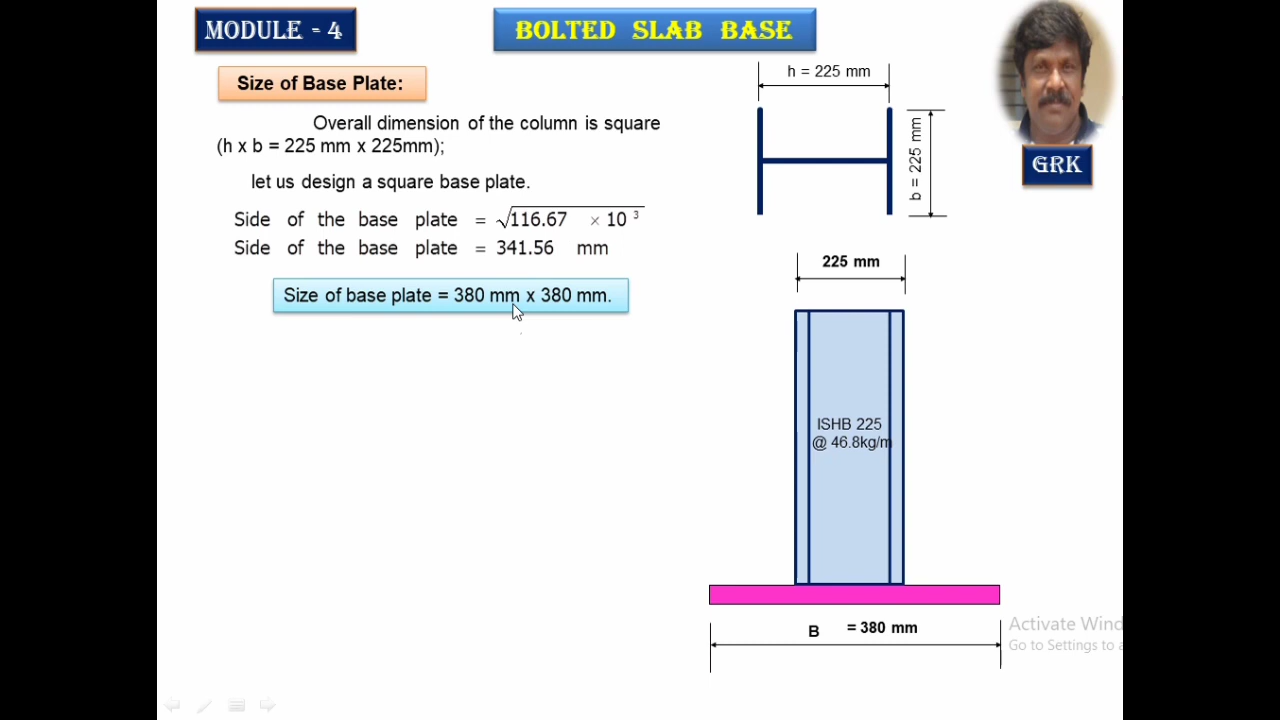 MODULE - 4
BOLTED SLAB BASE
Size of Base Plate:
Overall dimension of the column is square
(h x b = 225 mm x 225mm);
let us design a square base plate.
Side of the base plate = √116.67 × 10 3
Side of the base plate = 341.56 mm
Size of base plate = 380 mm x 380 mm.
h = 225 mm
b = 225 mm
GRK
225 mm
ISHB 225
@ 46.8kg/m
B = 380 mm
Activate Wind
Go to Settings to a